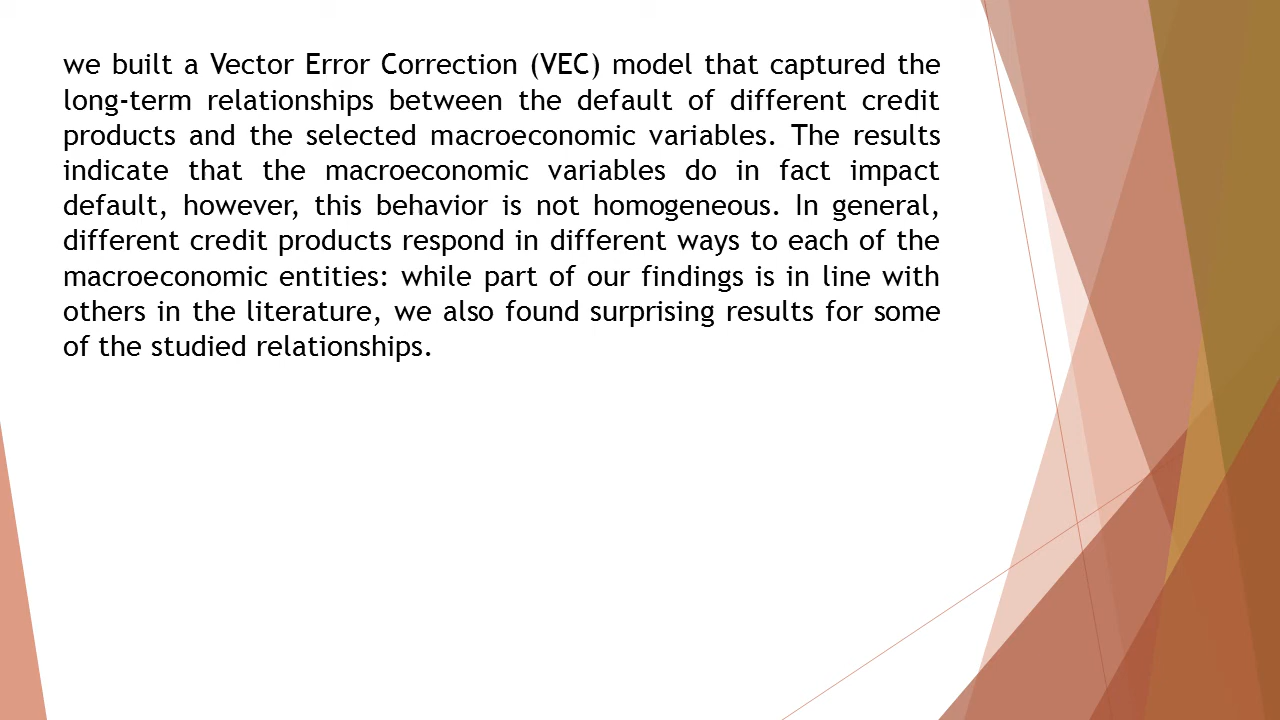 we built a Vector Error Correction (VEC) model that captured the
long-term relationships between the default of different credit
products and the selected macroeconomic variables. The results
indicate that the macroeconomic variables do in fact impact
default, however, this behavior is not homogeneous. In general,
different credit products respond in different ways to each of the
macroeconomic entities: while part of our findings is in line with
others in the literature, we also found surprising results for some
of the studied relationships.